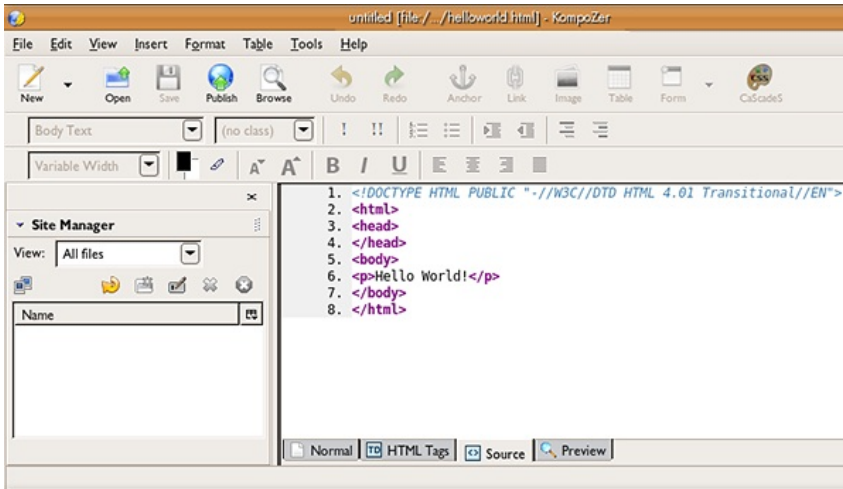 untitled [file:/.../helloworld.html] - KompoZer
File Edit View Insert Format Table Tools Help
New Open Save Publish Browse Undo Redo Anchor Link Image Table Form CaScadeS
Body Text (no class) ! !!
Variable Width A A B I U
Site Manager
View: All files
Name
1. <!DOCTYPE HTML PUBLIC "-//W3C//DTD HTML 4.01 Transitional//EN">
2. <html>
3. <head>
4. </head>
5. <body>
6. <p>Hello World!</p>
7. </body>
8. </html>
Normal TD HTML Tags Source Preview